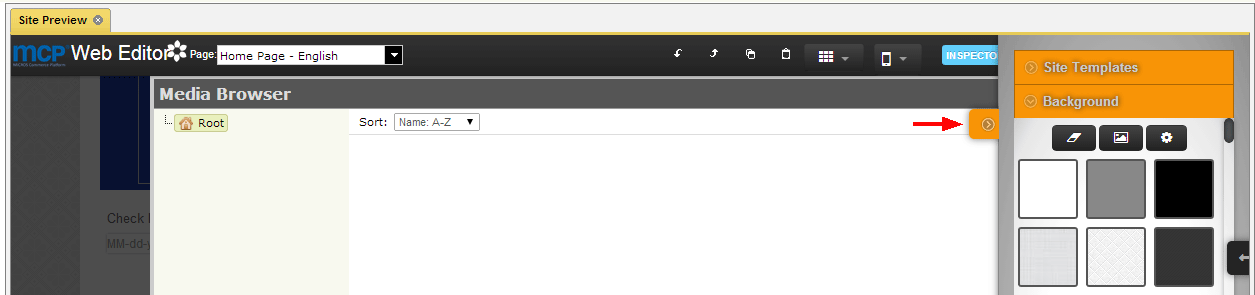 Site Preview
mcp Web Editor Page: Home Page - English INSPECTO
Site Templates
Background
Media Browser
Root
Sort: Name: A-Z
Check
MM-dd-y